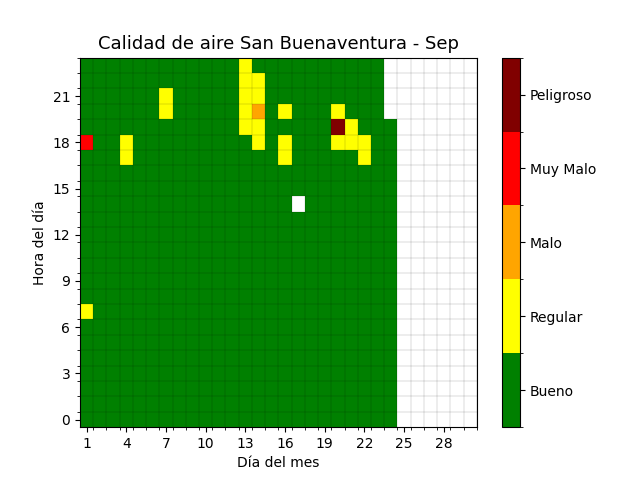 Calidad de aire San Buenaventura - Sep
Hora del día
21
18
15
12
9
6
3
0
1 4 7 10 13 16 19 22 25 28
Día del mes
Peligroso
Muy Malo
Malo
Regular
Bueno